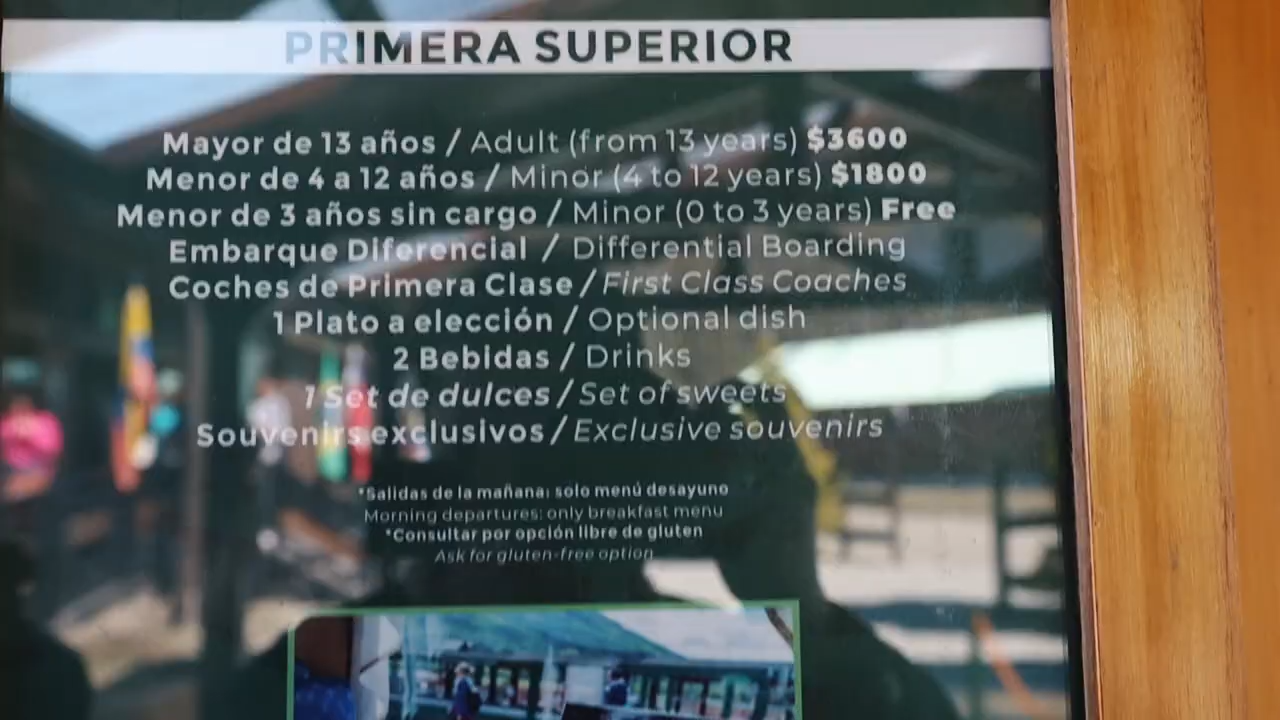 PRIMERA SUPERIOR
Mayor de 13 años / Adult (from 13 years) $3600
Menor de 4 a 12 años / Minor (4 to 12 years) $1800
Menor de 3 años sin cargo / Minor (0 to 3 years) Free
Embarque Diferencial / Differential Boarding
Coches de Primera Clase / First Class Coaches
1 Plato a elección / Optional dish
2 Bebidas / Drinks
1 Set de dulces / Set of sweets
Souvenirs exclusivos / Exclusive souvenirs
*Salidas de la mañana: solo menú desayuno
Morning departures: only breakfast menu
*Consultar por opción libre de gluten
Ask for gluten-free option